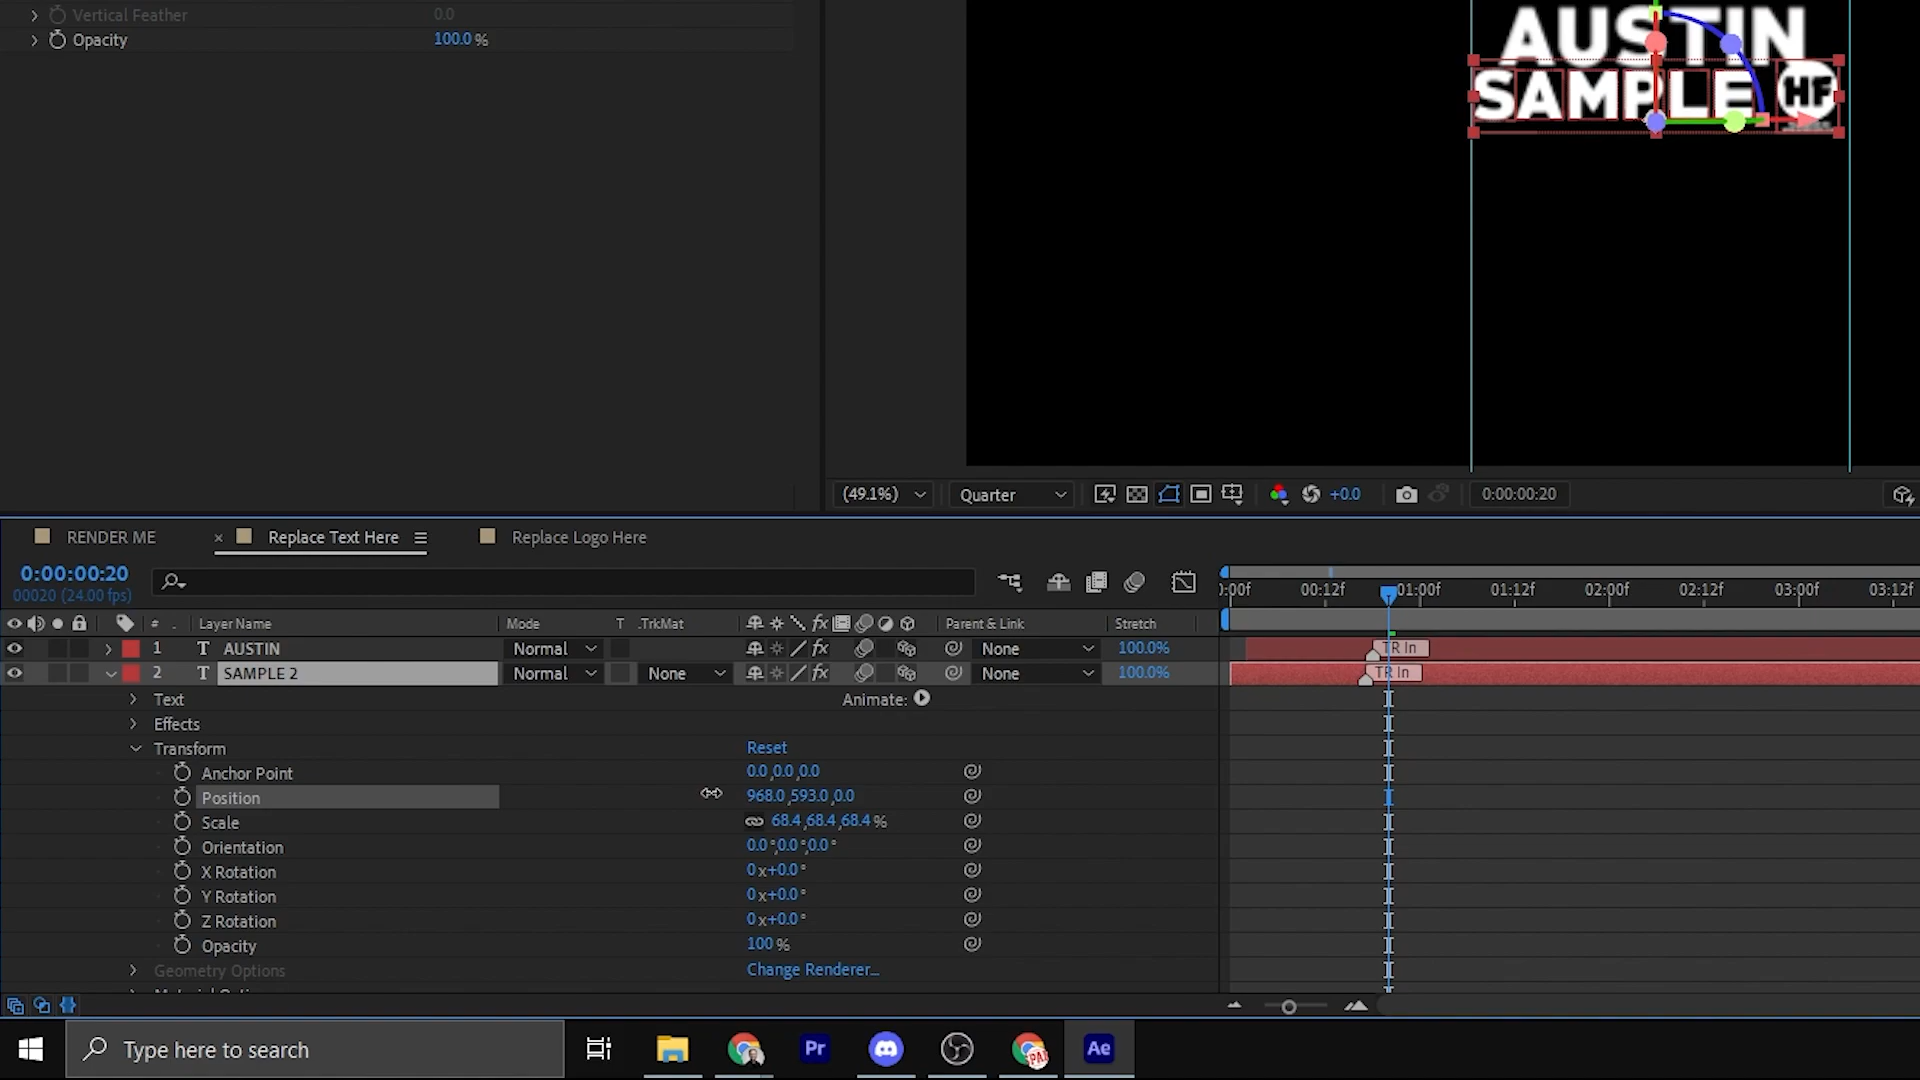 Vertical Feather 0.0
Opacity 100.0 %
AUSTIN
SAMPLE HF
(49.1%) Quarter +0.0 0:00:00:20
RENDER ME × Replace Text Here Replace Logo Here
0:00:00:20
00020 (24.00 fps)
):00f 00:12f 01:00f 01:12f 02:00f 02:12f 03:00f 03:12f
# . Layer Name Mode T .TrkMat fx Parent & Link Stretch
1 T AUSTIN Normal fx None 100.0% TR In
2 T SAMPLE 2 Normal None fx None 100.0% TR In
Text Animate:
Effects
Transform Reset
Anchor Point 0.0,0.0,0.0
Position 968.0,593.0,0.0
Scale 68.4,68.4,68.4 %
Orientation 0.0°,0.0°,0.0°
X Rotation 0x+0.0°
Y Rotation 0x+0.0°
Z Rotation 0x+0.0°
Opacity 100 %
Geometry Options Change Renderer...
Type here to search Pr Ae